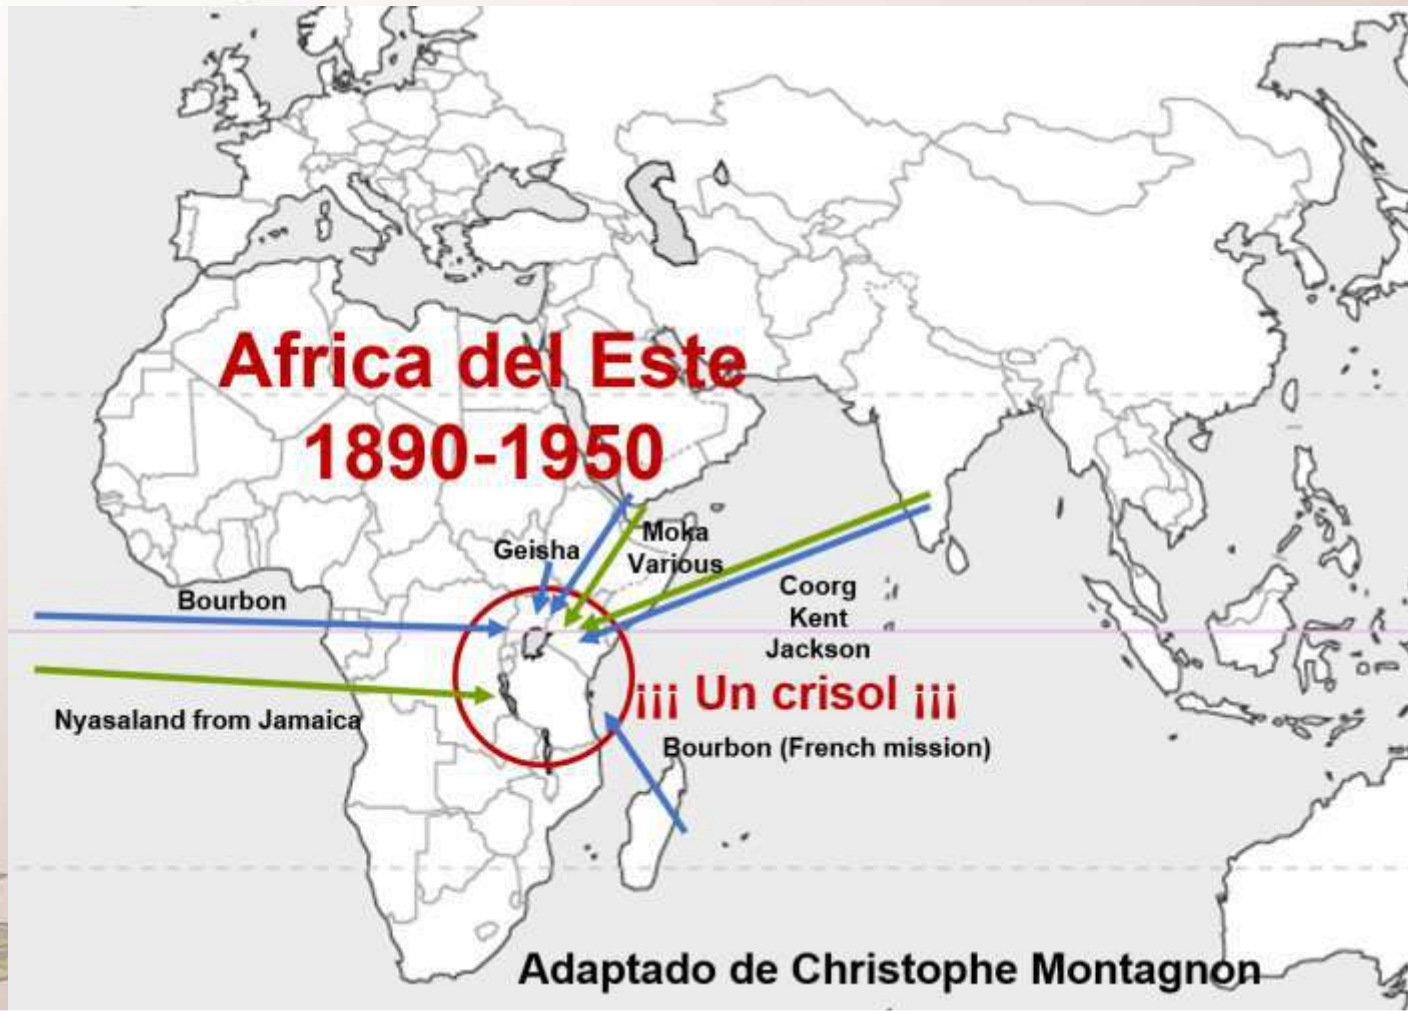 Africa del Este
1890-1950
Geisha
Moka
Various
Bourbon
Coorg
Kent
Jackson
¡¡¡ Un crisol ¡¡¡
Nyasaland from Jamaica
Bourbon (French mission)
Adaptado de Christophe Montagnon